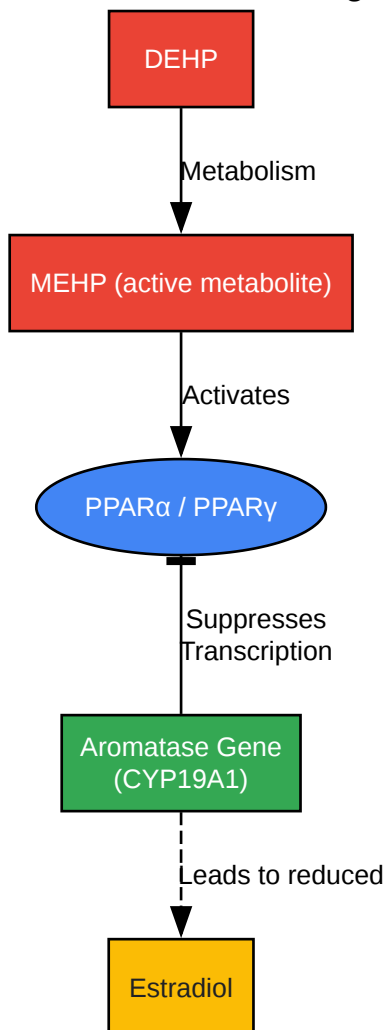 DEHP
Metabolism
MEHP (active metabolite)
Activates
PPARα / PPARγ
Suppresses
Transcription
Aromatase Gene
(CYP19A1)
Leads to reduced
Estradiol